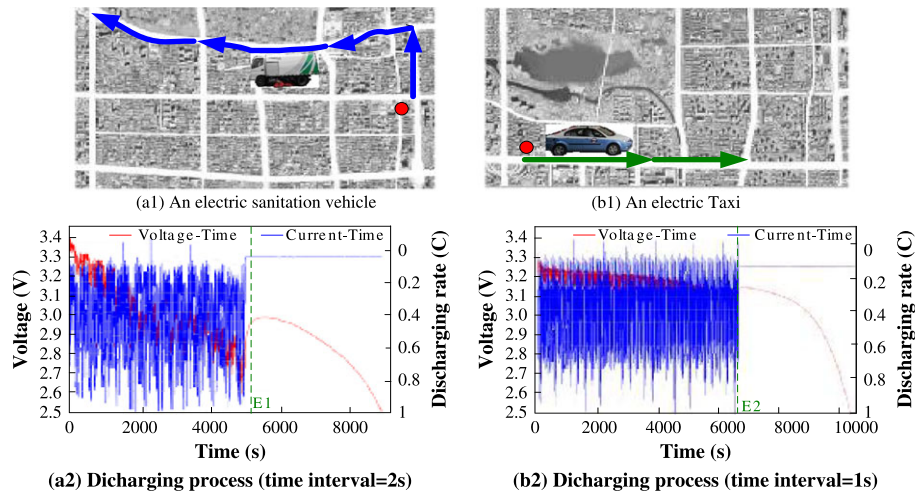 (a1) An electric sanitation vehicle
(b1) An electric Taxi
Voltage-Time
Current-Time
3.4
3.3
3.2
3.1
3.0
2.9
2.8
2.7
2.6
2.5
Voltage (V)
0
0.2
0.4
0.6
0.8
1
Discharging rate (C)
E1
0
2000
4000
6000
8000
Time (s)
(a2) Dicharging process (time interval=2s)
Voltage-Time
Current-Time
3.4
3.3
3.2
3.1
3.0
2.9
2.8
2.7
2.6
2.5
Voltage (V)
0
0.2
0.4
0.6
0.8
1
Discharging rate (C)
E2
0
2000
4000
6000
8000
10000
Time (s)
(b2) Dicharging process (time interval=1s)